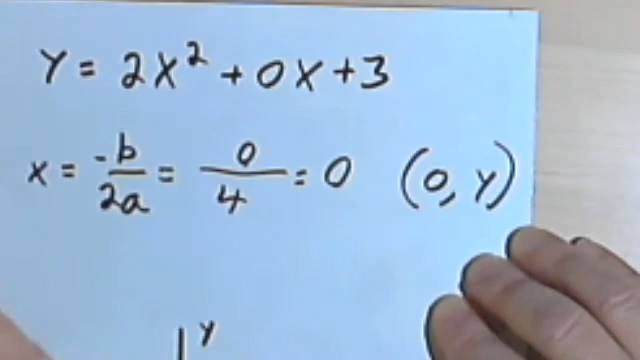 y = 2x² + 0x + 3
x = -b/2a = 0/4 = 0 (0, y)
y